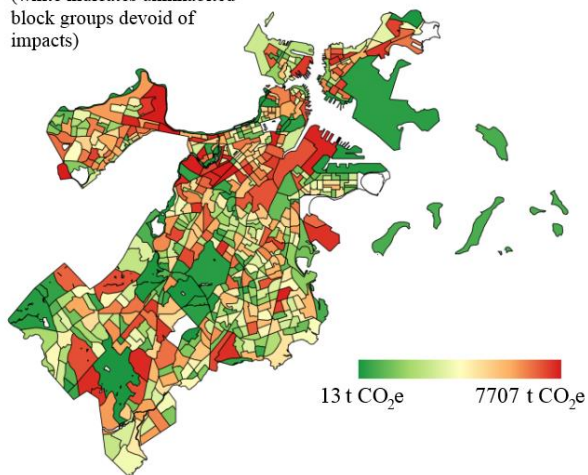 block groups devoid of
impacts)
13 t CO₂e
7707 t CO₂e